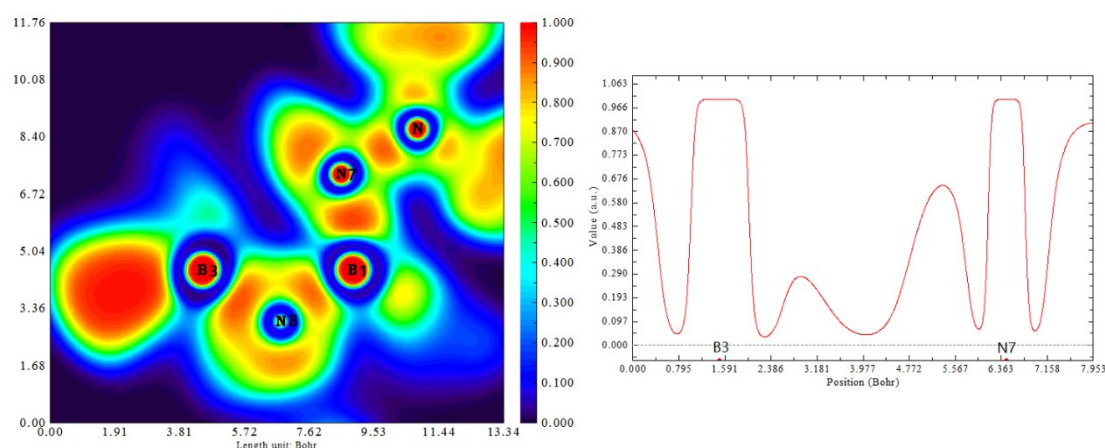 11.76
10.08
8.40
6.72
5.04
3.36
1.68
0.00
0.00 1.91 3.81 5.72 7.62 9.53 11.44 13.34
Length unit: Bohr
N
N7
B3
B1
N8
1.000
0.900
0.800
0.700
0.600
0.500
0.400
0.300
0.200
0.100
0.000
Value (a.u.)
1.063
0.966
0.870
0.773
0.676
0.580
0.483
0.386
0.290
0.193
0.097
0.000
B3 N7
0.000 0.795 1.591 2.386 3.181 3.977 4.772 5.567 6.363 7.158 7.953
Position (Bohr)